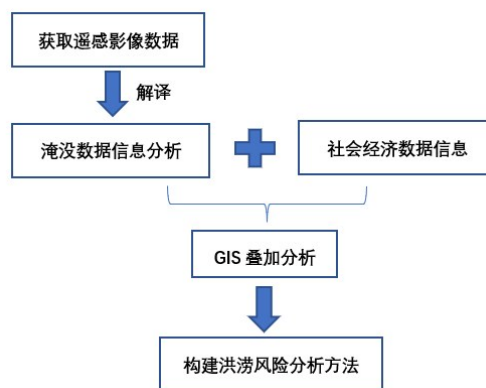 获取遥感影像数据
解译
淹没数据信息分析
社会经济数据信息
GIS 叠加分析
构建洪涝风险分析方法